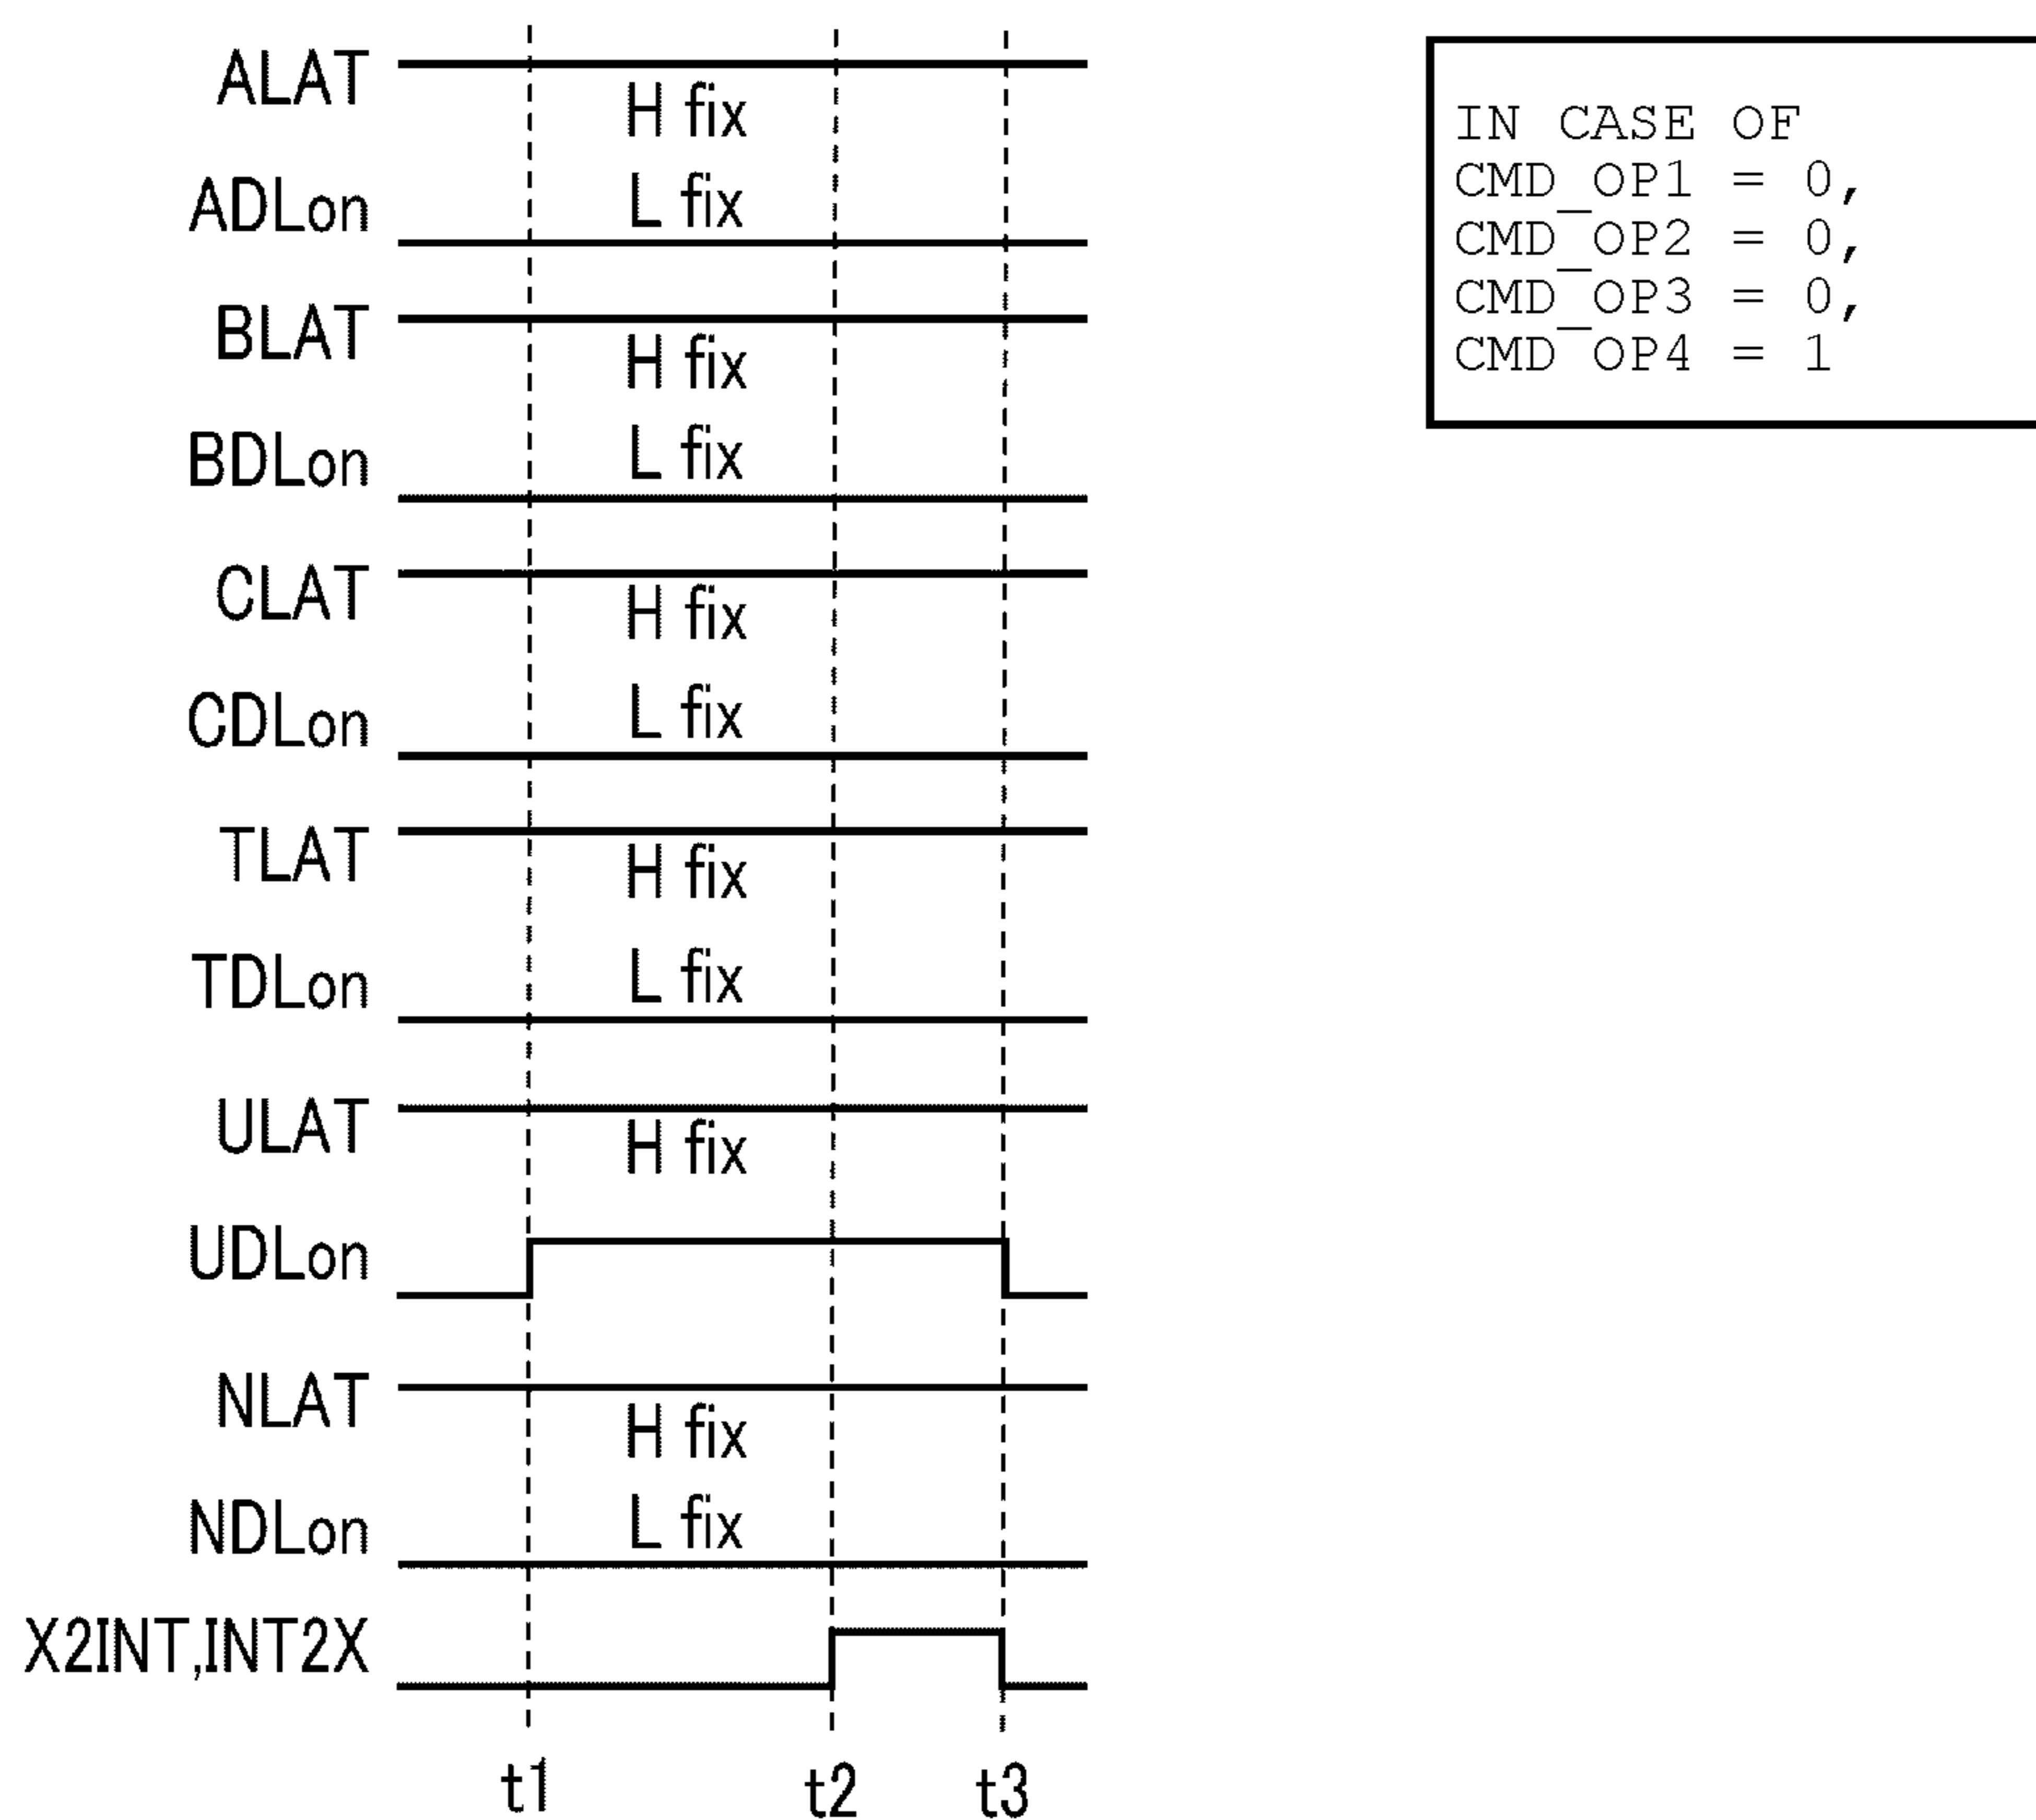 ALAT
H fix
ADLon
L fix
BLAT
H fix
BDLon
L fix
CLAT
H fix
CDLon
L fix
TLAT
H fix
TDLon
L fix
ULAT
H fix
UDLon
NLAT
H fix
NDLon
L fix
X2INT,INT2X
t1 t2 t3
IN CASE OF
CMD_OP1 = 0,
CMD_OP2 = 0,
CMD_OP3 = 0,
CMD_OP4 = 1